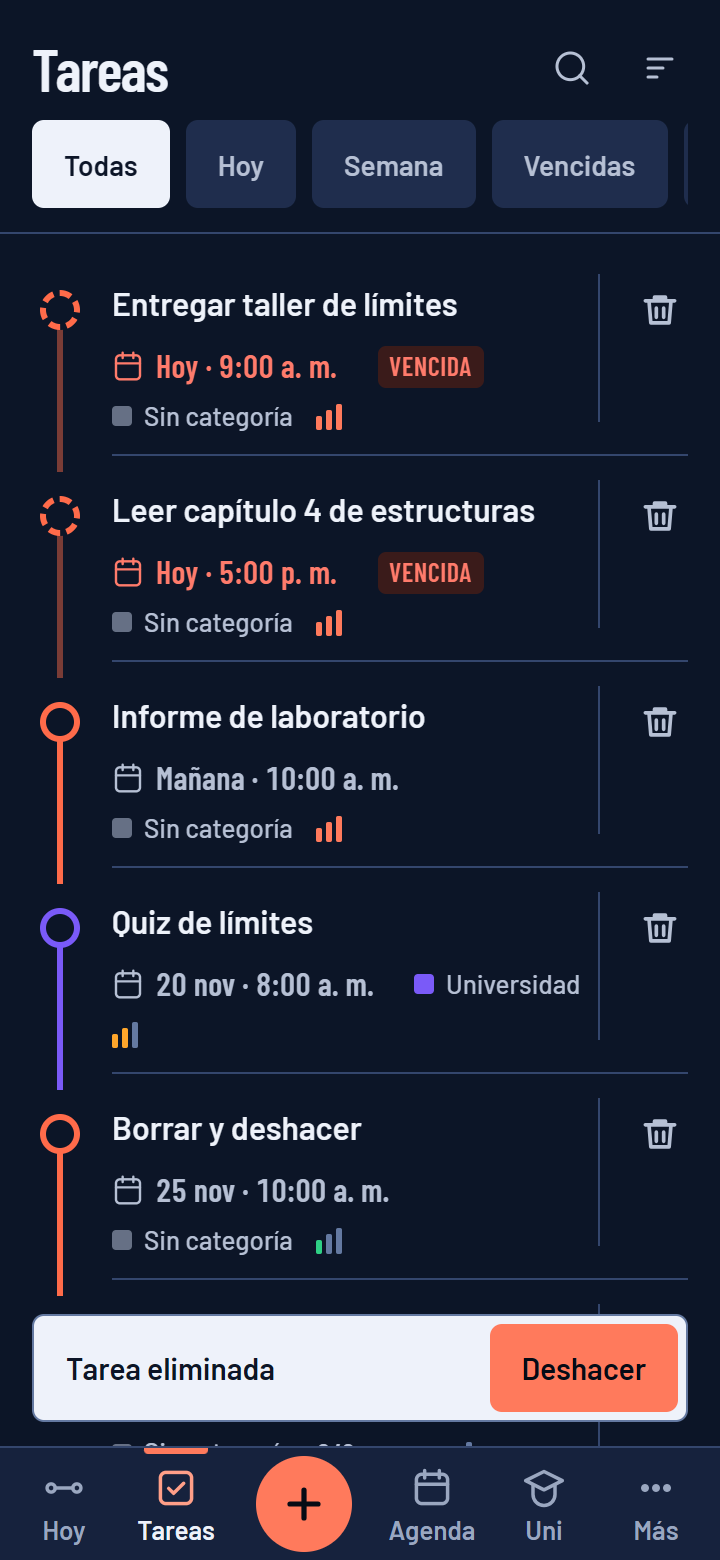 Tareas
Todas Hoy Semana Vencidas
Entregar taller de límites
Hoy · 9:00 a. m. VENCIDA
Sin categoría
Leer capítulo 4 de estructuras
Hoy · 5:00 p. m. VENCIDA
Sin categoría
Informe de laboratorio
Mañana · 10:00 a. m.
Sin categoría
Quiz de límites
20 nov · 8:00 a. m. Universidad
Borrar y deshacer
25 nov · 10:00 a. m.
Sin categoría
Tarea eliminada Deshacer
Hoy Tareas Agenda Uni Más